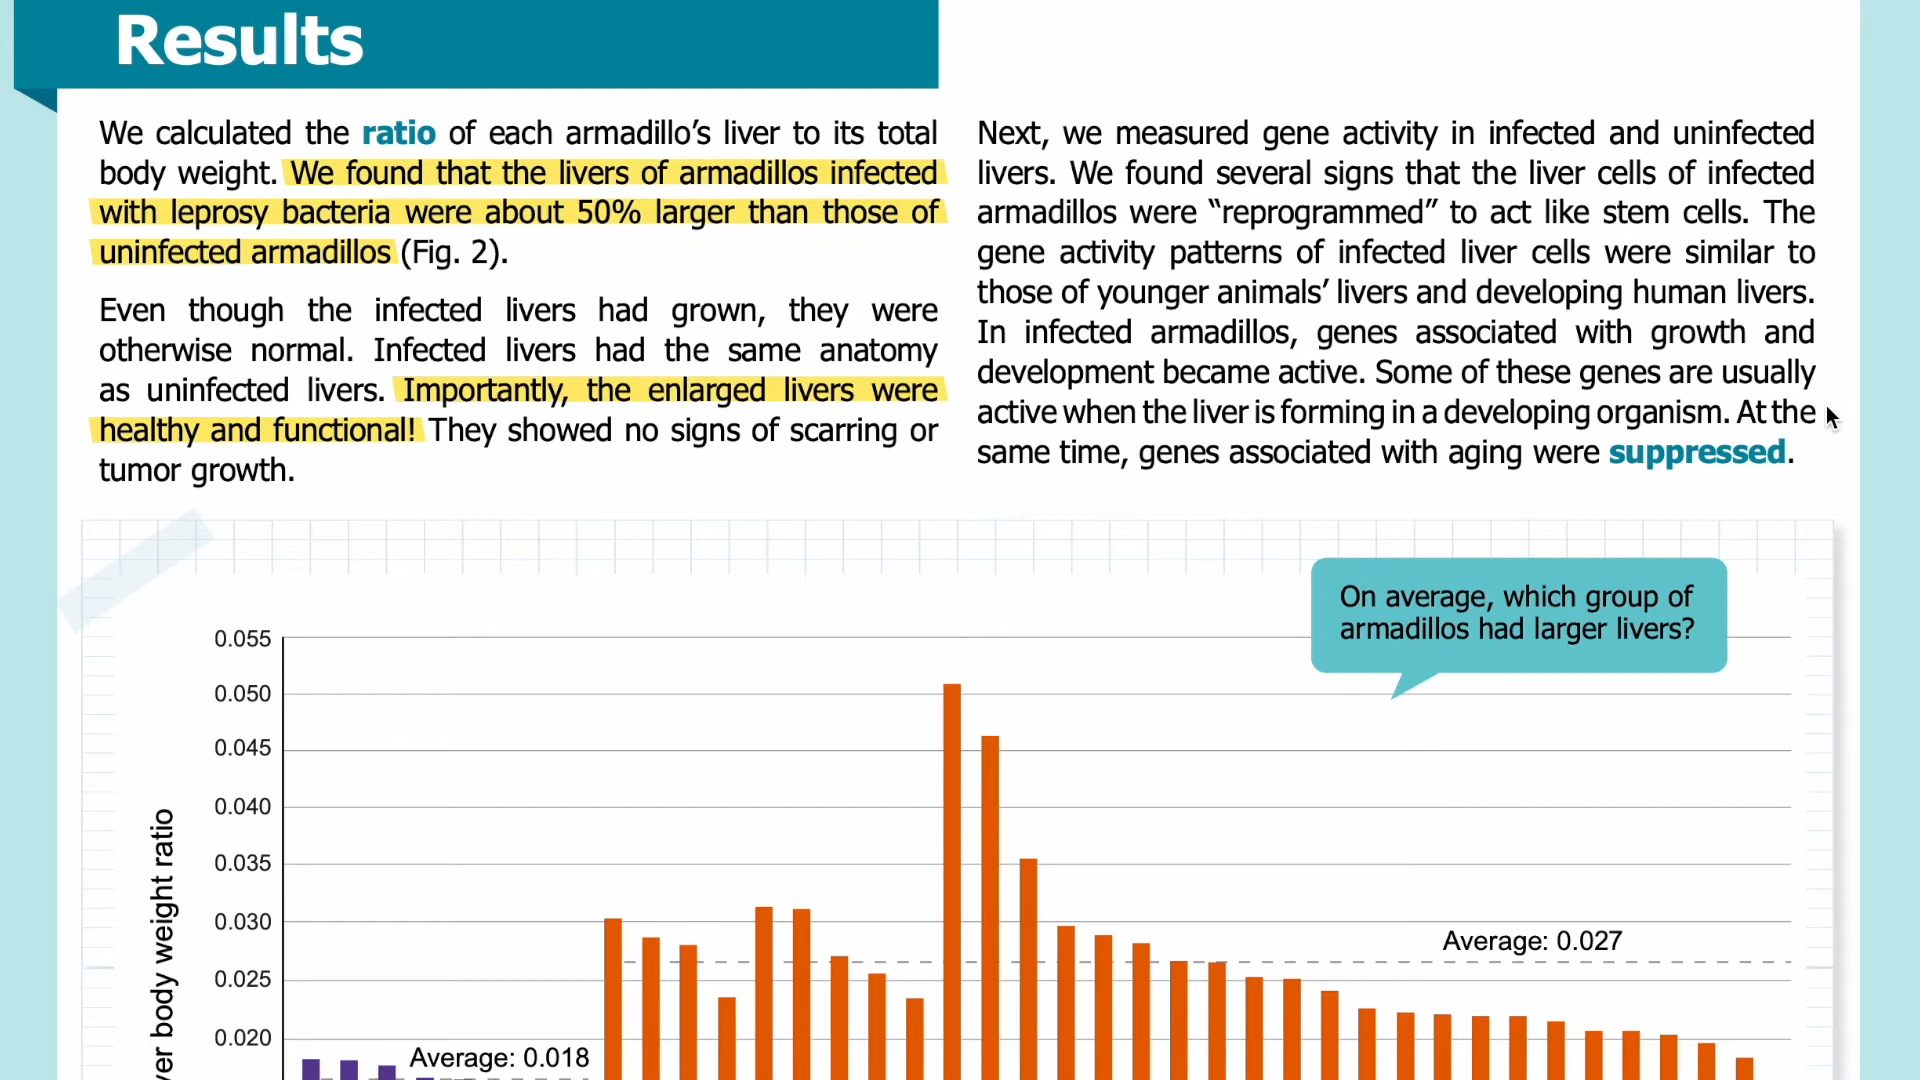 Results
We calculated the ratio of each armadillo’s liver to its total
body weight. We found that the livers of armadillos infected
with leprosy bacteria were about 50% larger than those of
uninfected armadillos (Fig. 2).
Even though the infected livers had grown, they were
otherwise normal. Infected livers had the same anatomy
as uninfected livers. Importantly, the enlarged livers were
healthy and functional! They showed no signs of scarring or
tumor growth.
Next, we measured gene activity in infected and uninfected
livers. We found several signs that the liver cells of infected
armadillos were “reprogrammed” to act like stem cells. The
gene activity patterns of infected liver cells were similar to
those of younger animals’ livers and developing human livers.
In infected armadillos, genes associated with growth and
development became active. Some of these genes are usually
active when the liver is forming in a developing organism. At the
same time, genes associated with aging were suppressed.
On average, which group of
armadillos had larger livers?
0.055
0.050
0.045
0.040
0.035
0.030
0.025
0.020
body weight ratio
Average: 0.027
Average: 0.018